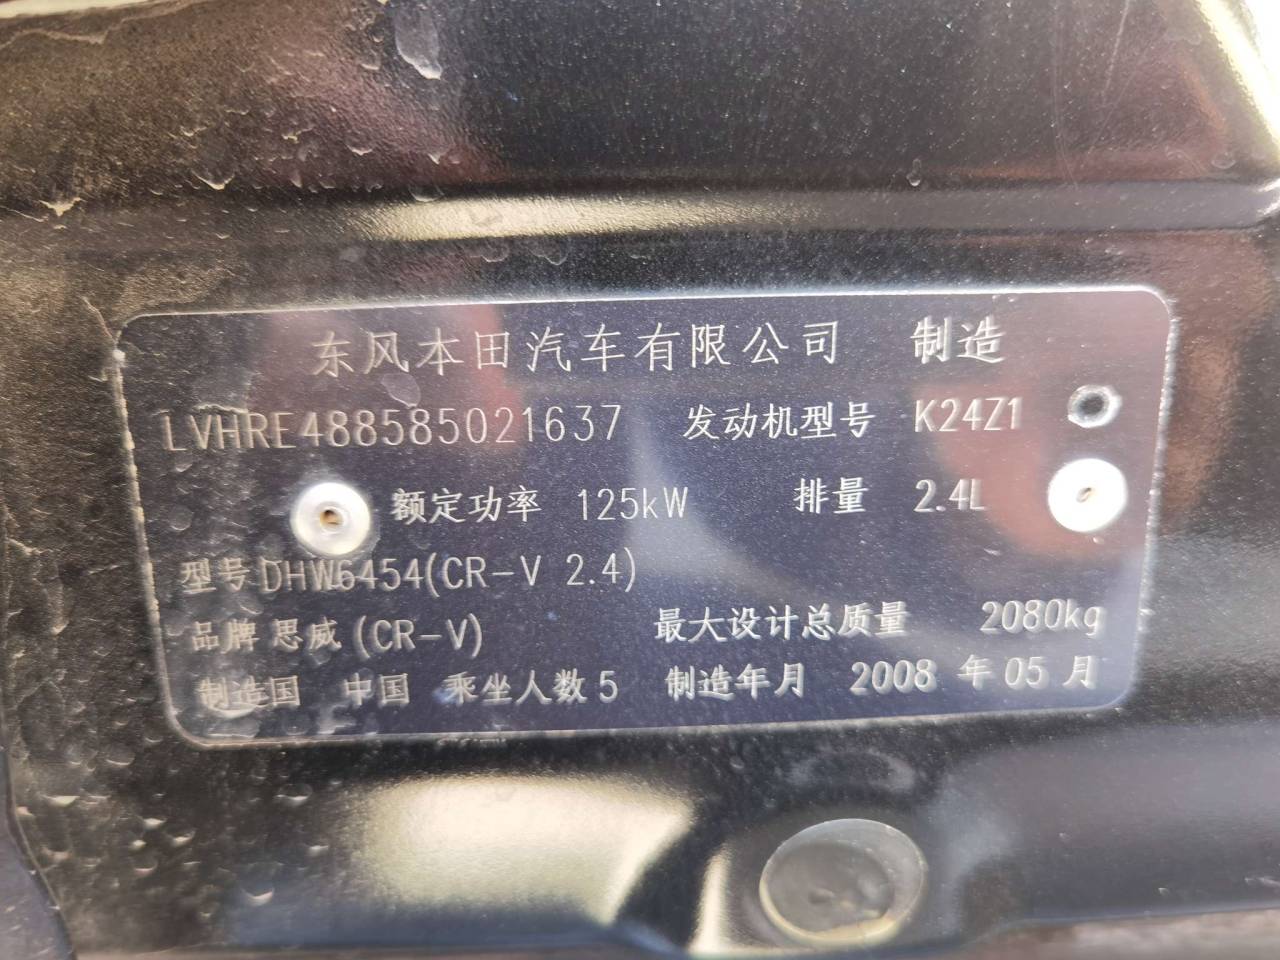 东风本田汽车有限公司 制造
LVHRE488585021637 发动机型号 K24Z1
额定功率 125kW 排量 2.4L
型号DHW6454(CR-V 2.4)
品牌 思威(CR-V) 最大设计总质量 2080kg
制造国 中国 乘坐人数 5 制造年月 2008 年 05 月